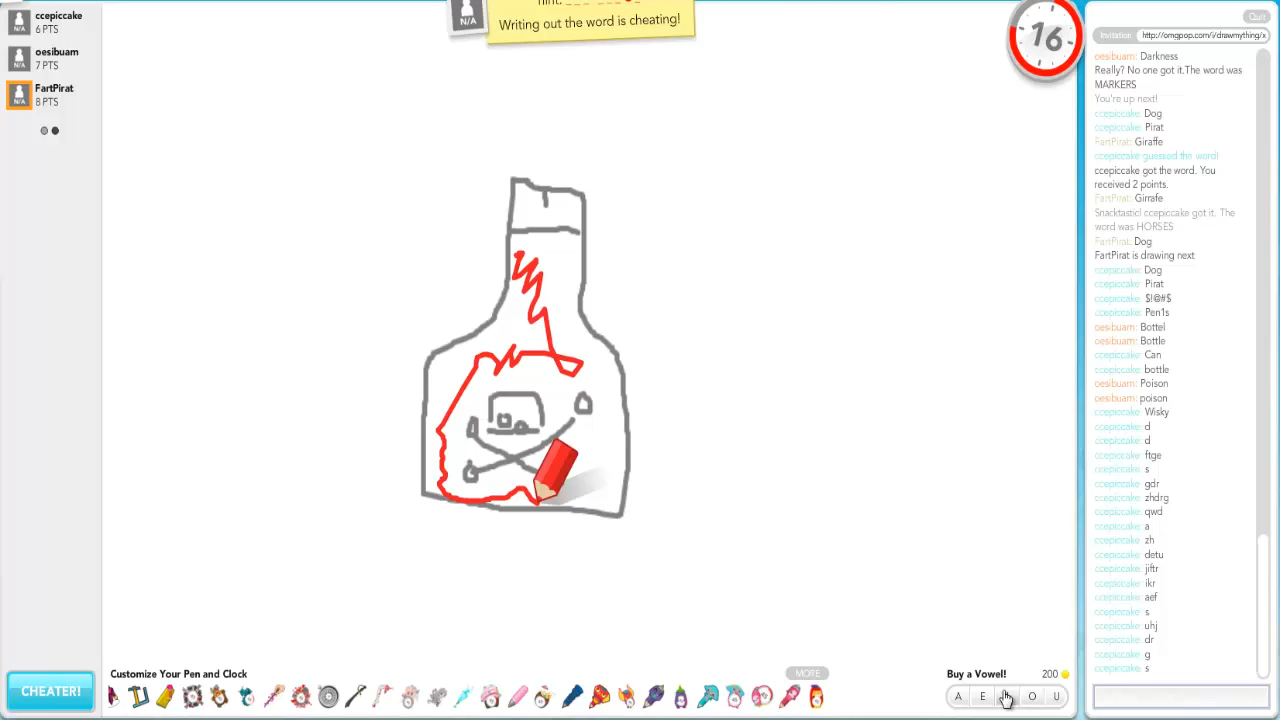 ccepiccake
6 PTS
oesibuam
7 PTS
FartPirat
8 PTS
N/A
N/A
N/A
N/A
hint:
Writing out the word is cheating!
16
Quit
Invitation http://omgpop.com/i/drawmything/x
oesibuam: Darkness
Really? No one got it.The word was
MARKERS
You're up next!
ccepiccake: Dog
ccepiccake: Pirat
FartPirat: Giraffe
ccepiccake guessed the word!
ccepiccake got the word. You
received 2 points.
FartPirat: Girrafe
Snacktastic! ccepiccake got it. The
word was HORSES
FartPirat: Dog
FartPirat is drawing next
ccepiccake: Dog
ccepiccake: Pirat
ccepiccake: $!@#$
ccepiccake: Pen1s
oesibuam: Bottel
oesibuam: Bottle
ccepiccake: Can
ccepiccake: bottle
oesibuam: Poison
oesibuam: poison
ccepiccake: Wisky
ccepiccake: d
ccepiccake: d
ccepiccake: ftge
ccepiccake: s
ccepiccake: gdr
ccepiccake: zhdrg
ccepiccake: qwd
ccepiccake: a
ccepiccake: zh
ccepiccake: detu
ccepiccake: jiftr
ccepiccake: ikr
ccepiccake: aef
ccepiccake: s
ccepiccake: uhj
ccepiccake: dr
ccepiccake: g
ccepiccake: s
CHEATER!
Customize Your Pen and Clock
MORE
Buy a Vowel!
200
A E O U